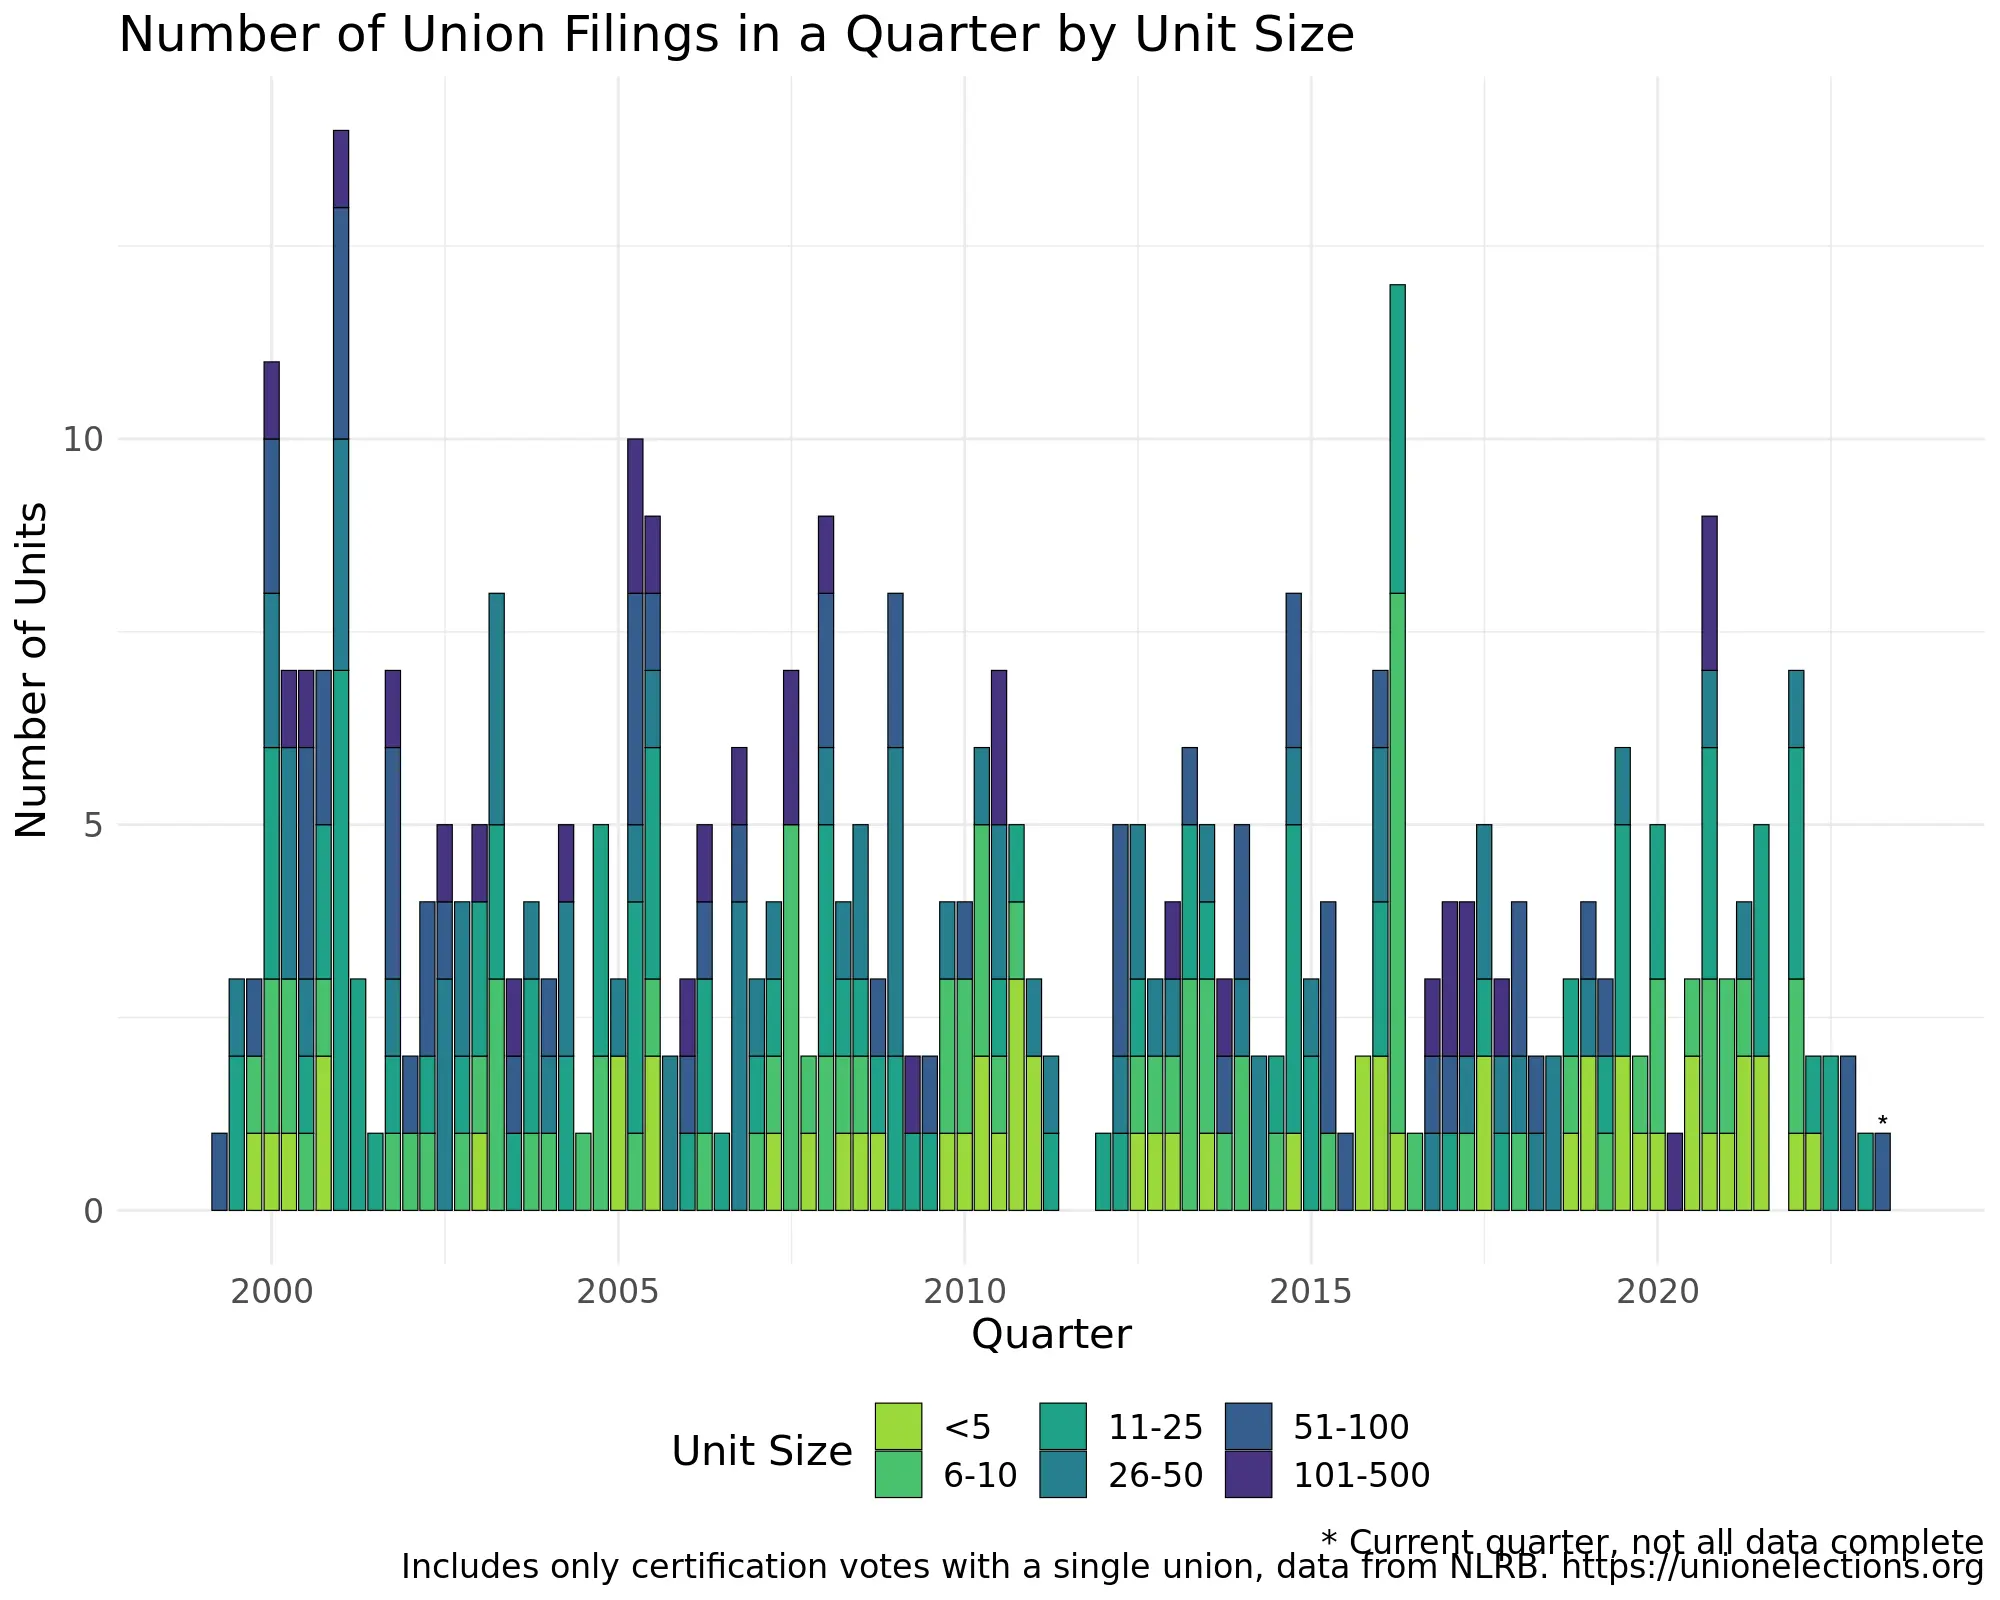 Number of Union Filings in a Quarter by Unit Size
Number of Units
10
5
0
*
2000 2005 2010 2015 2020
Quarter
Unit Size
<5 11-25 51-100
6-10 26-50 101-500
* Current quarter, not all data complete
Includes only certification votes with a single union, data from NLRB. https://unionelections.org